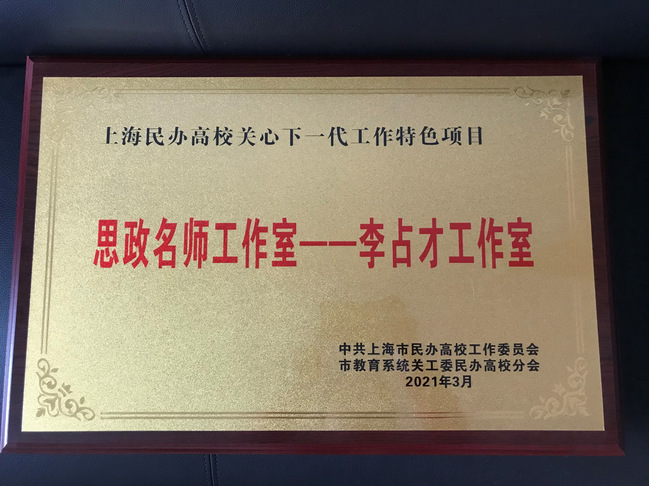 上海民办高校关心下一代工作特色项目
思政名师工作室——李占才工作室
中共上海市民办高校工作委员会
市教育系统关工委民办高校分会
2021年3月